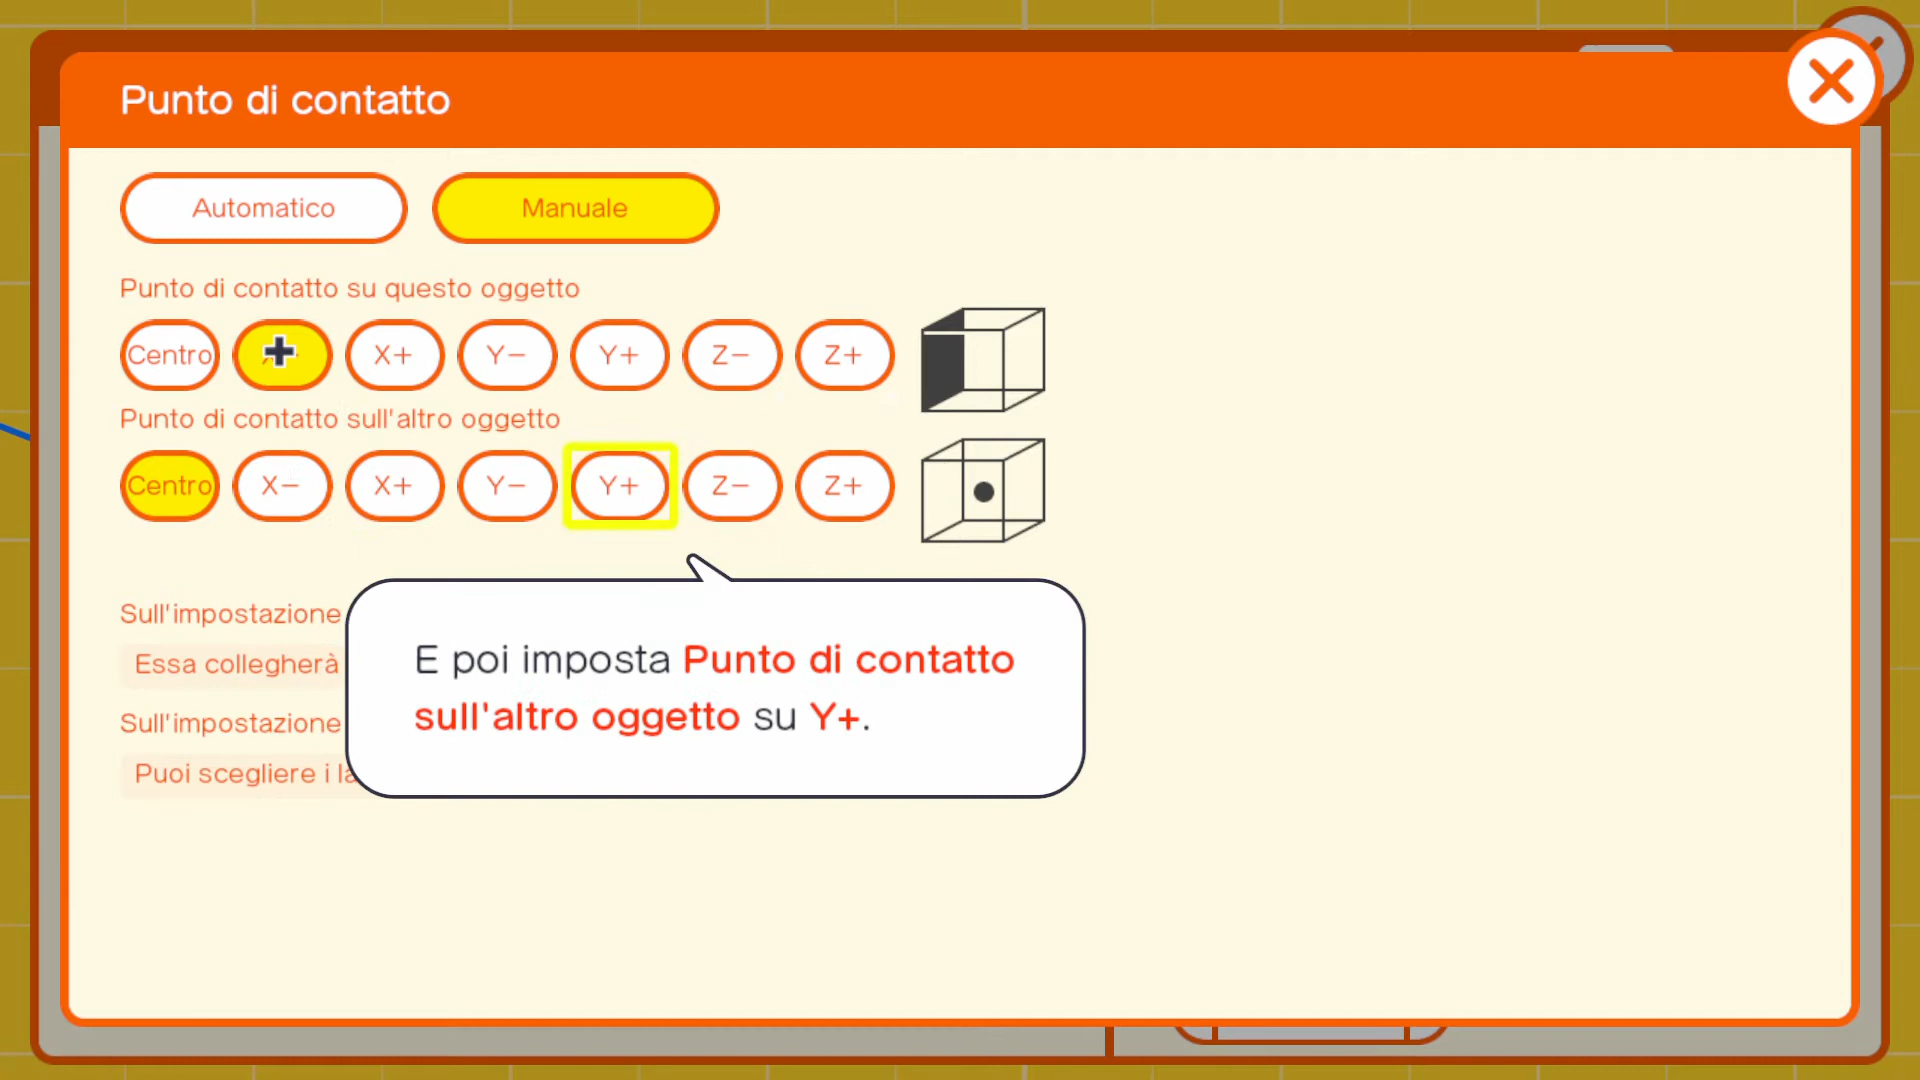 Punto di contatto
Automatico Manuale
Punto di contatto su questo oggetto
Centro X+ Y− Y+ Z− Z+
Punto di contatto sull'altro oggetto
Centro X− X+ Y− Y+ Z− Z+
Sull'impostazione
Essa collegherà
E poi imposta Punto di contatto
sull'altro oggetto su Y+.
Sull'impostazione
Puoi scegliere i